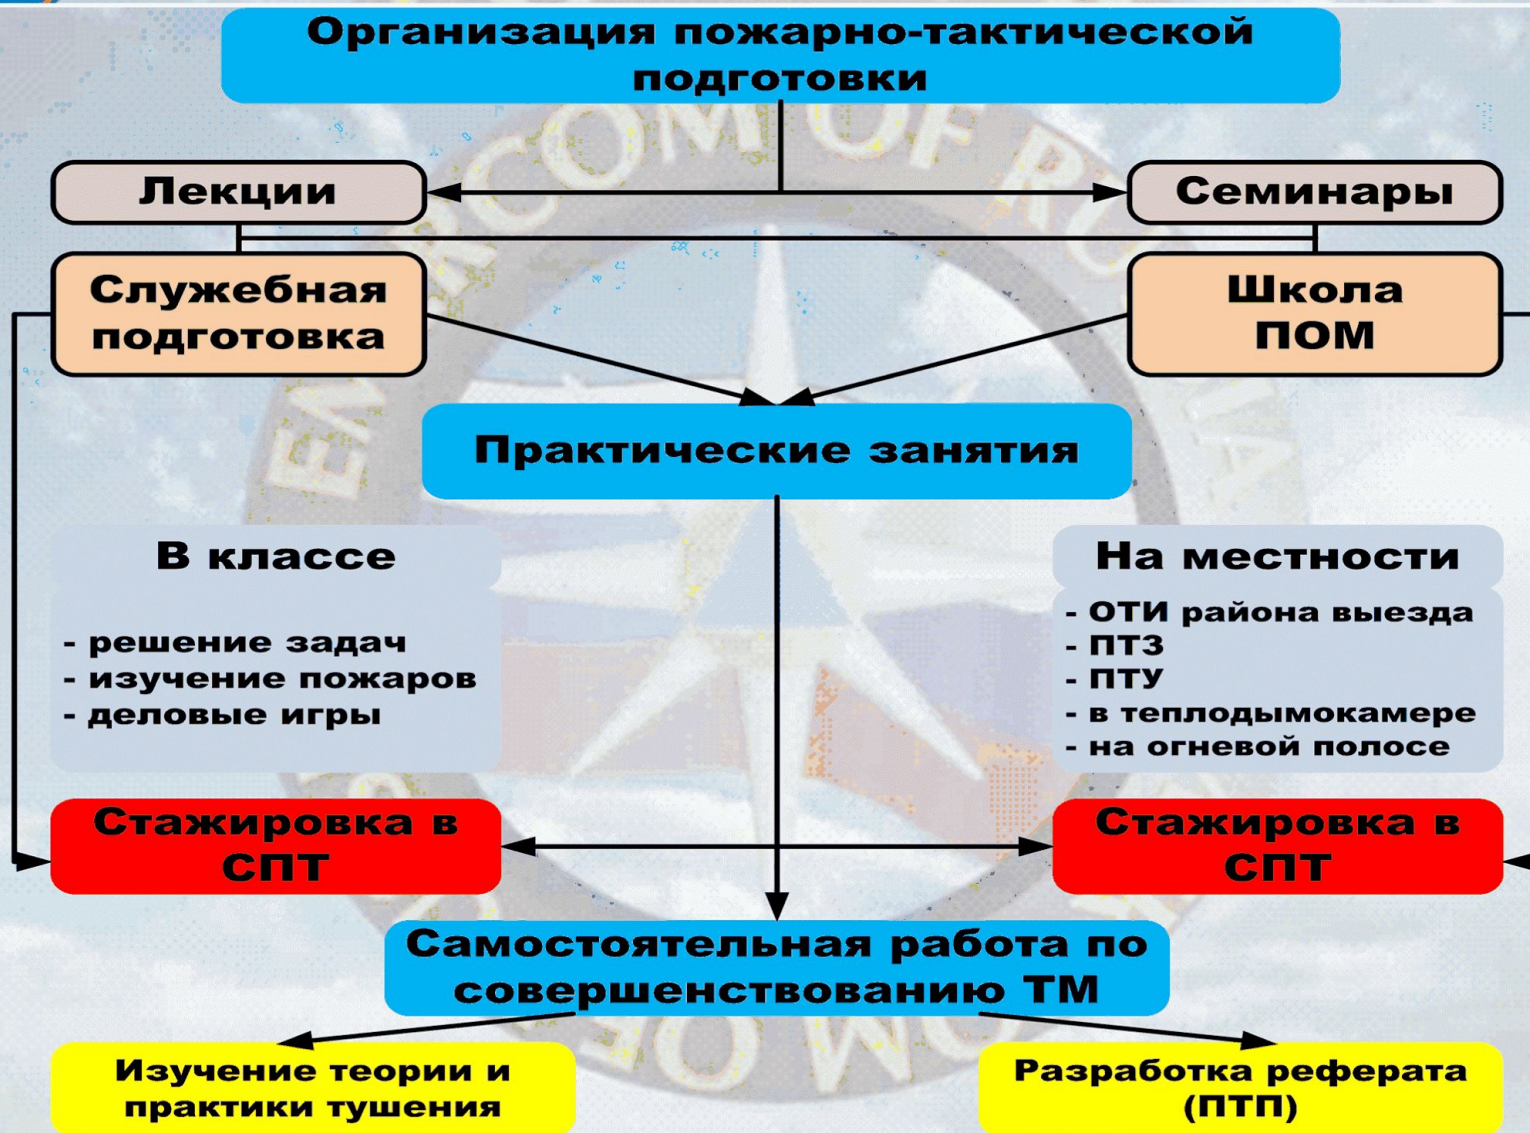 Организация пожарно-тактической
подготовки
Лекции
Семинары
Служебная
подготовка
Школа
ПОМ
Практические занятия
В классе
- решение задач
- изучение пожаров
- деловые игры
На местности
- ОТИ района выезда
- ПТЗ
- ПТУ
- в теплодымокамере
- на огневой полосе
Стажировка в
СПТ
Стажировка в
СПТ
Самостоятельная работа по
совершенствованию ТМ
Изучение теории и
практики тушения
Разработка реферата
(ПТП)